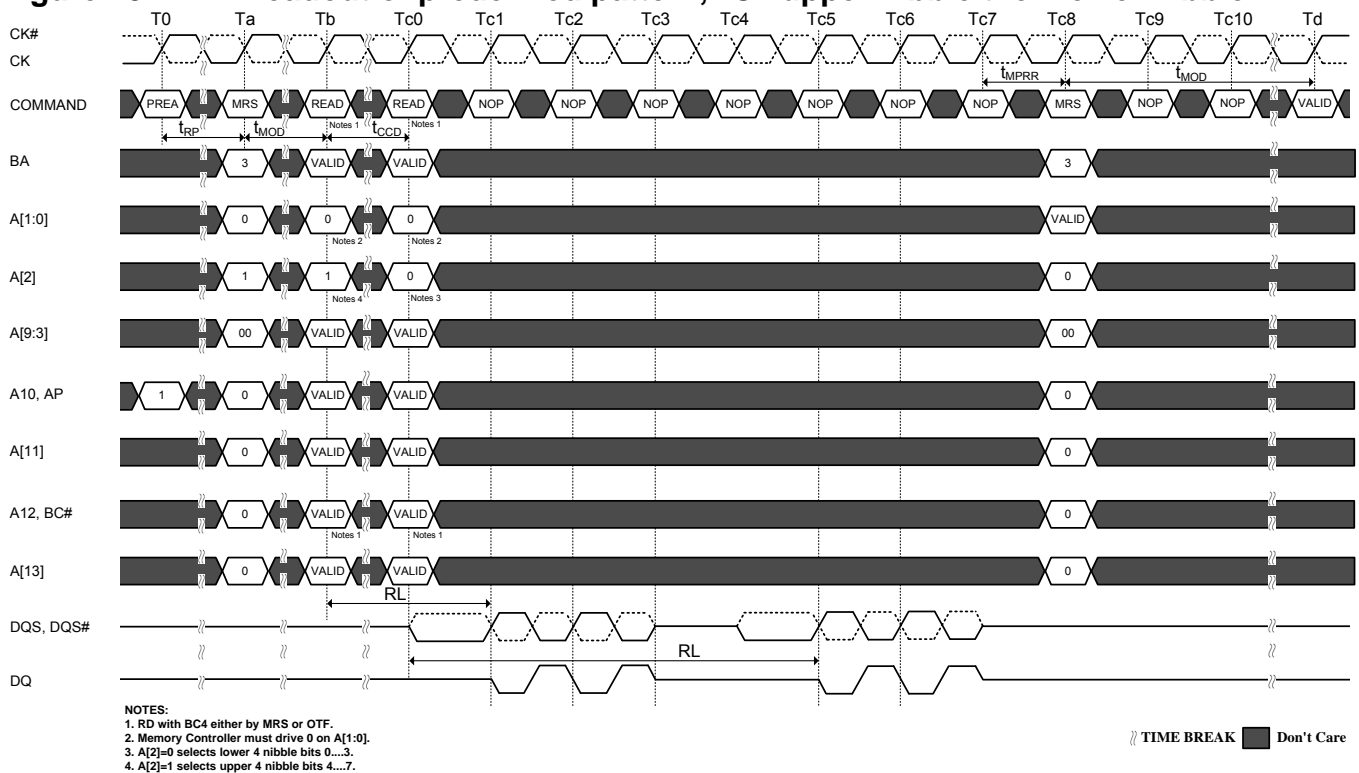 T0 Ta Tb Tc0 Tc1 Tc2 Tc3 Tc4 Tc5 Tc6 Tc7 Tc8 Tc9 Tc10 Td
CK#
CK
tMPRR tMOD
COMMAND PREA MRS READ READ NOP NOP NOP NOP NOP NOP NOP MRS NOP NOP VALID
Notes 1 Notes 1
tRP tMOD tCCD
BA 3 VALID VALID 3
A[1:0] 0 0 0 VALID
Notes 2 Notes 2
A[2] 1 1 0 0
Notes 4 Notes 3
A[9:3] 00 VALID VALID 00
A10, AP 1 0 VALID VALID 0
A[11] 0 VALID VALID 0
A12, BC# 0 VALID VALID 0
Notes 1 Notes 1
A[13] 0 VALID VALID 0
RL
DQS, DQS#
RL
DQ
NOTES:
1. RD with BC4 either by MRS or OTF.
2. Memory Controller must drive 0 on A[1:0].
3. A[2]=0 selects lower 4 nibble bits 0....3.
4. A[2]=1 selects upper 4 nibble bits 4....7.
TIME BREAK Don't Care